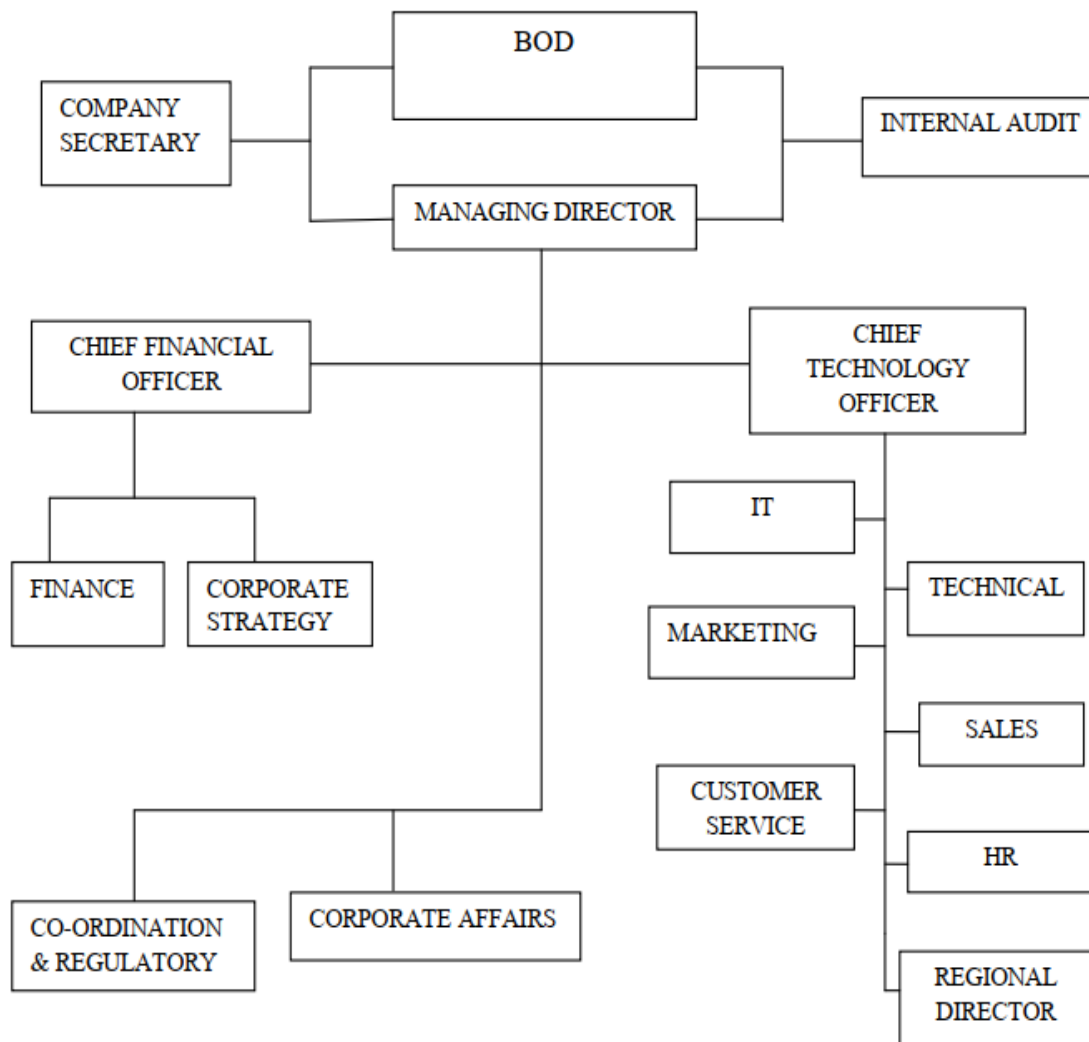 BOD
COMPANY
SECRETARY
INTERNAL AUDIT
MANAGING DIRECTOR
CHIEF FINANCIAL
OFFICER
CHIEF
TECHNOLOGY
OFFICER
IT
FINANCE
CORPORATE
STRATEGY
TECHNICAL
MARKETING
SALES
CUSTOMER
SERVICE
HR
CO-ORDINATION
& REGULATORY
CORPORATE AFFAIRS
REGIONAL
DIRECTOR